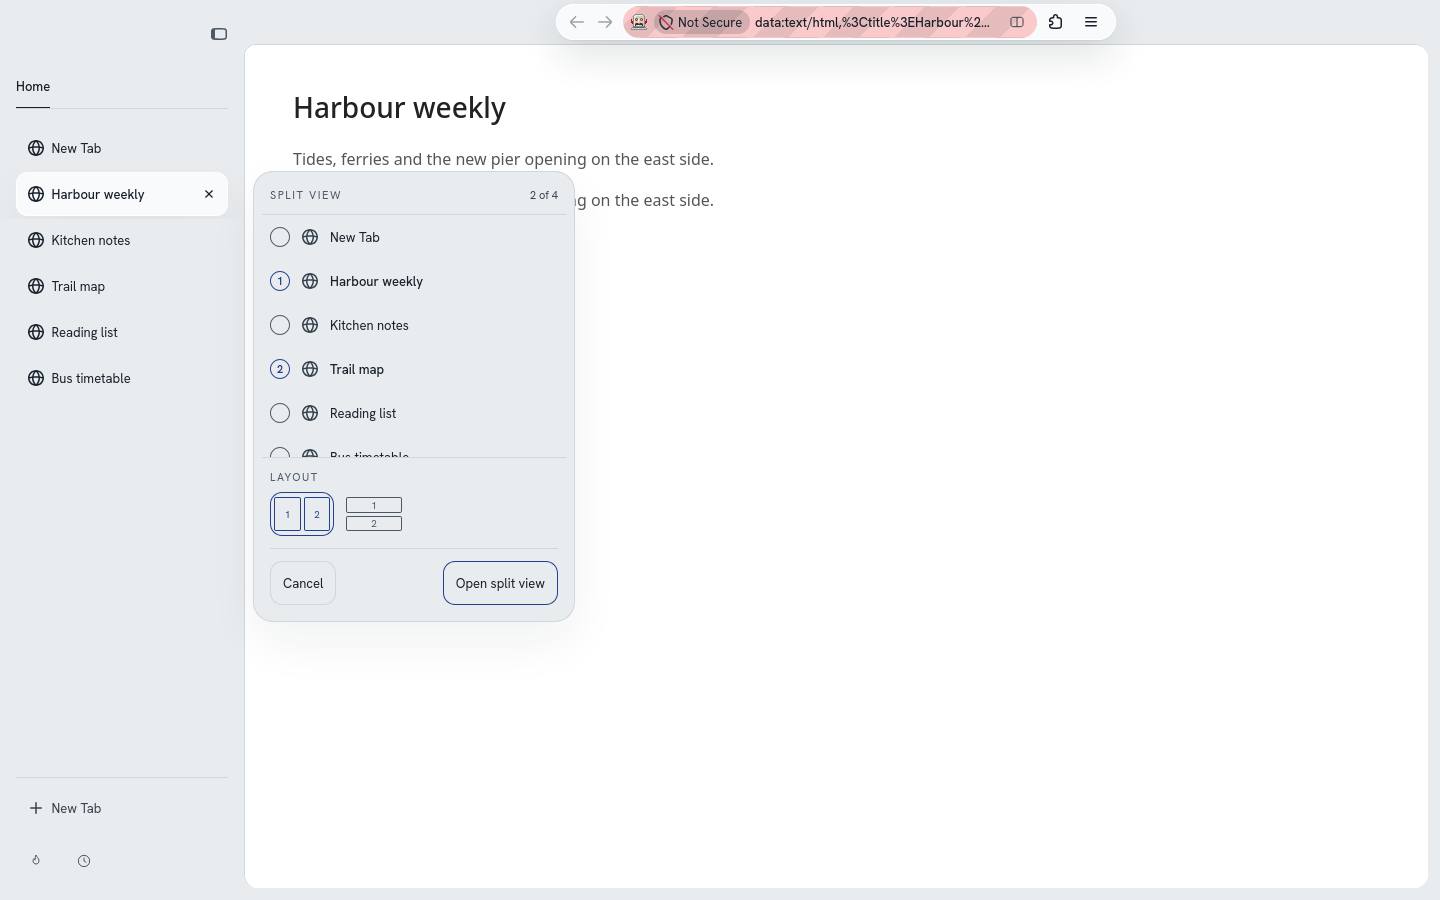 Not Secure
data:text/html,%3Ctitle%3EHarbour%2...
Home
New Tab
Harbour weekly
Kitchen notes
Trail map
Reading list
Bus timetable
New Tab
Harbour weekly
Tides, ferries and the new pier opening on the east side.
ng on the east side.
SPLIT VIEW
2 of 4
New Tab
1 Harbour weekly
Kitchen notes
2 Trail map
Reading list
Bus timetable
LAYOUT
1 2
1
2
Cancel
Open split view